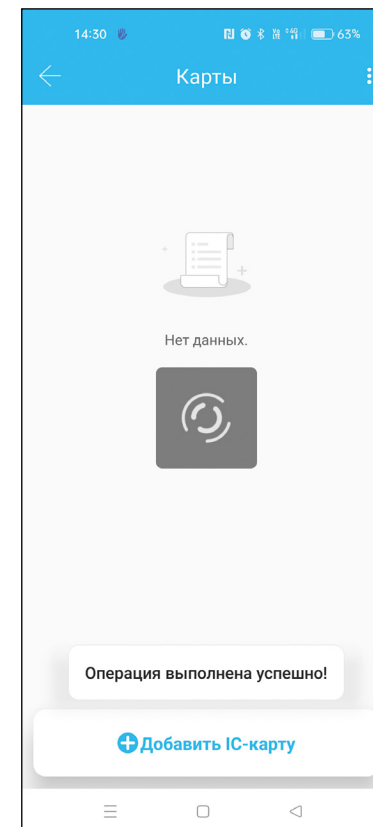 14:30 63%
Карты
Нет данных.
Операция выполнена успешно!
Добавить IC-карту